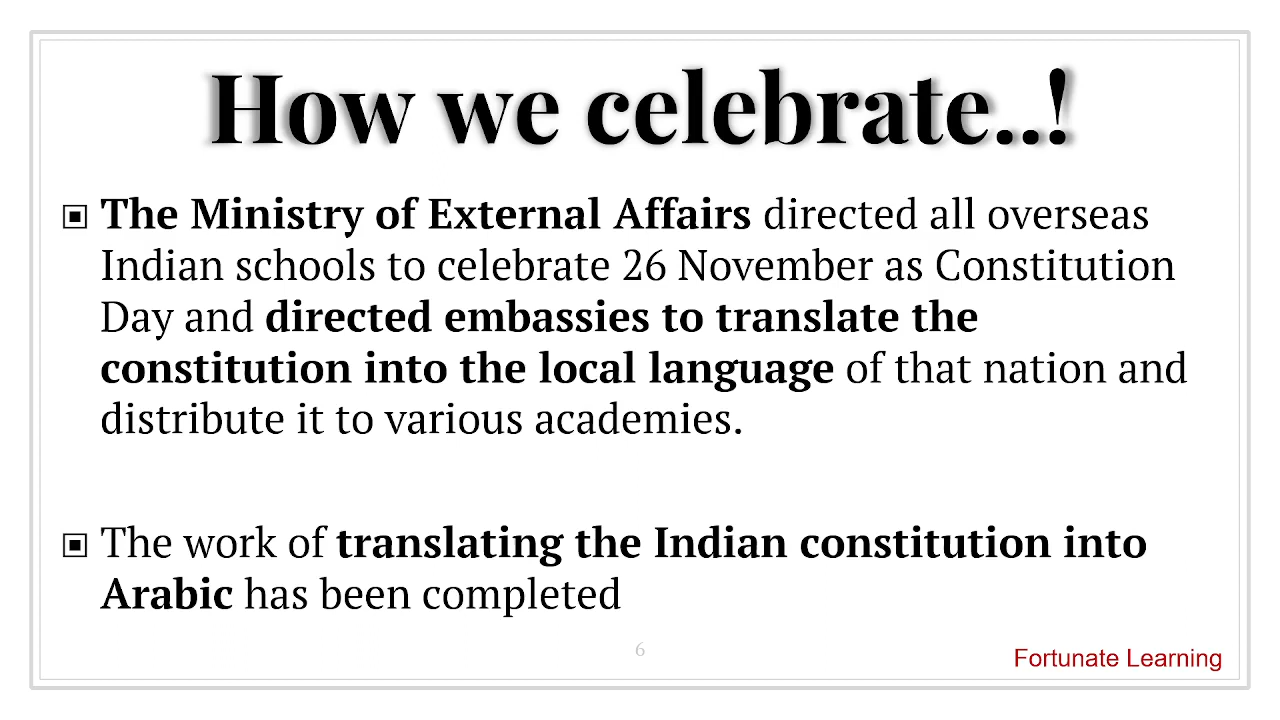 How we celebrate..!
The Ministry of External Affairs directed all overseas
Indian schools to celebrate 26 November as Constitution
Day and directed embassies to translate the
constitution into the local language of that nation and
distribute it to various academies.
The work of translating the Indian constitution into
Arabic has been completed
6
Fortunate Learning